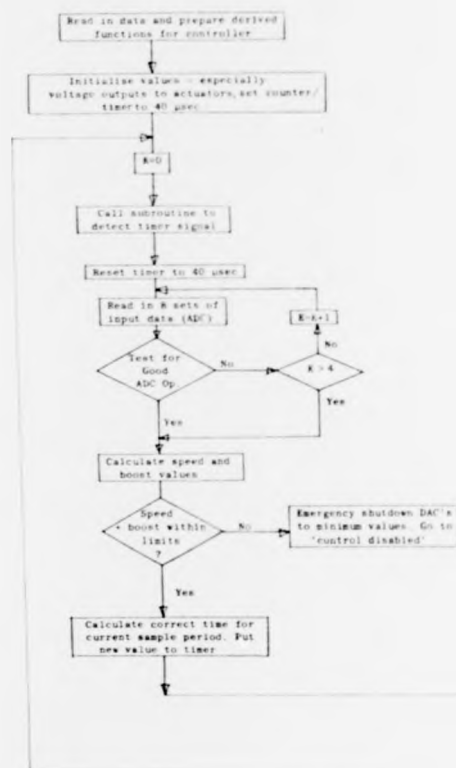 Read in data and prepare derived
functions for controller
Initialise values - especially
voltage outputs to actuators, set counter/
timer to 40 µsec
K=0
Call subroutine to
detect timer signal
Reset timer to 40 µsec
Read in 8 sets of
input data (ADC)
K=K+1
No
Test for
Good
ADC Op
No
K > 4
Yes
Yes
Calculate speed and
boost values
Speed
+ boost within
limits
?
No
Emergency shutdown DAC's
to minimum values. Go to
'control disabled'
Yes
Calculate correct time for
current sample period. Put
new value to timer